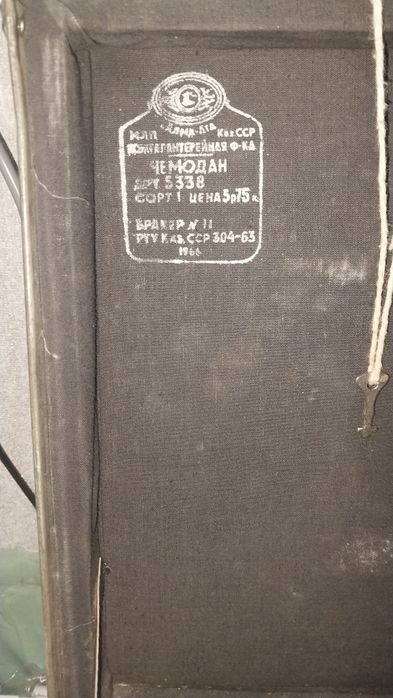 АЛМА-АТА
МЛП Каз.ССР
КОЖГАЛАНТЕРЕЙНАЯ Ф-КА
ЧЕМОДАН
АРТ. 5338
СОРТ 1 ЦЕНА 5р75к.
БРАКЕР N 11
РТУ Каз.ССР 304-63
1966